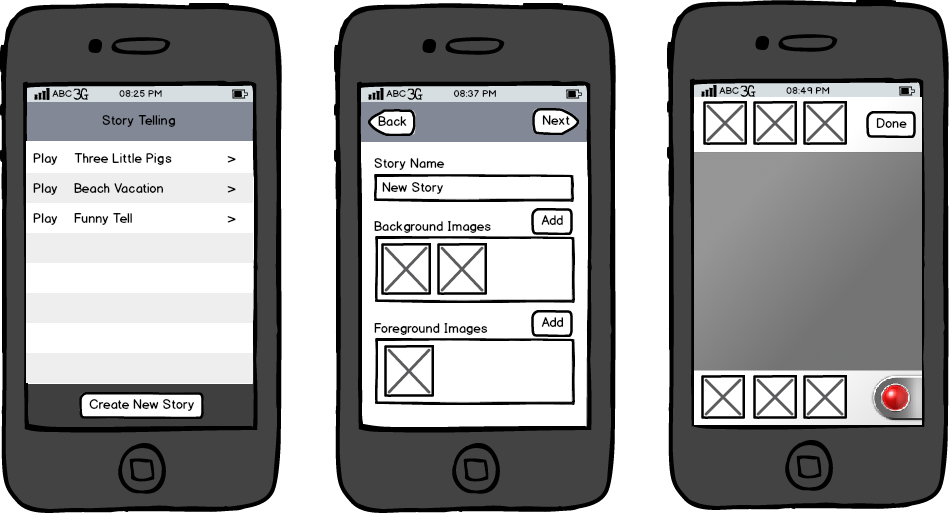 ABC 3G 08:25 PM
Story Telling
Play Three Little Pigs >
Play Beach Vacation >
Play Funny Tell >
Create New Story
ABC 3G 08:37 PM
Back Next
Story Name
New Story
Background Images Add
Foreground Images Add
ABC 3G 08:49 PM
Done